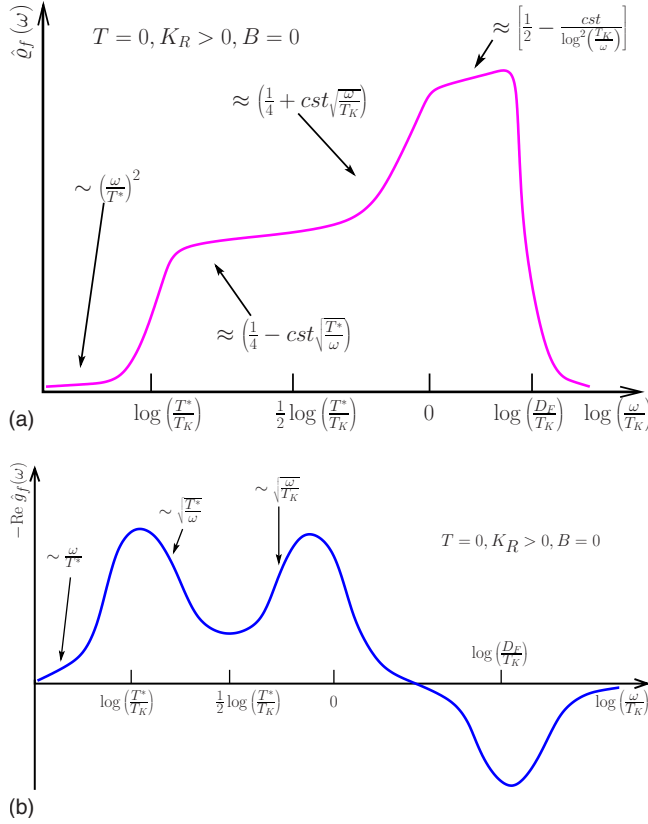 ϱ̂_f(ω)
T = 0, K_R > 0, B = 0
≈ [1/2 − cst/log²(T_K/ω)]
≈ (1/4 + cst√(ω/T_K))
∼ (ω/T*)²
≈ (1/4 − cst√(T*/ω))
(a)
log(T*/T_K) 1/2 log(T*/T_K) 0 log(D_F/T_K) log(ω/T_K)
−Re ĝ_f(ω)
∼ √(T*/ω) ∼ √(ω/T_K)
T = 0, K_R > 0, B = 0
∼ ω/T*
log(D_F/T_K)
log(T*/T_K) 1/2 log(T*/T_K) 0 log(ω/T_K)
(b)